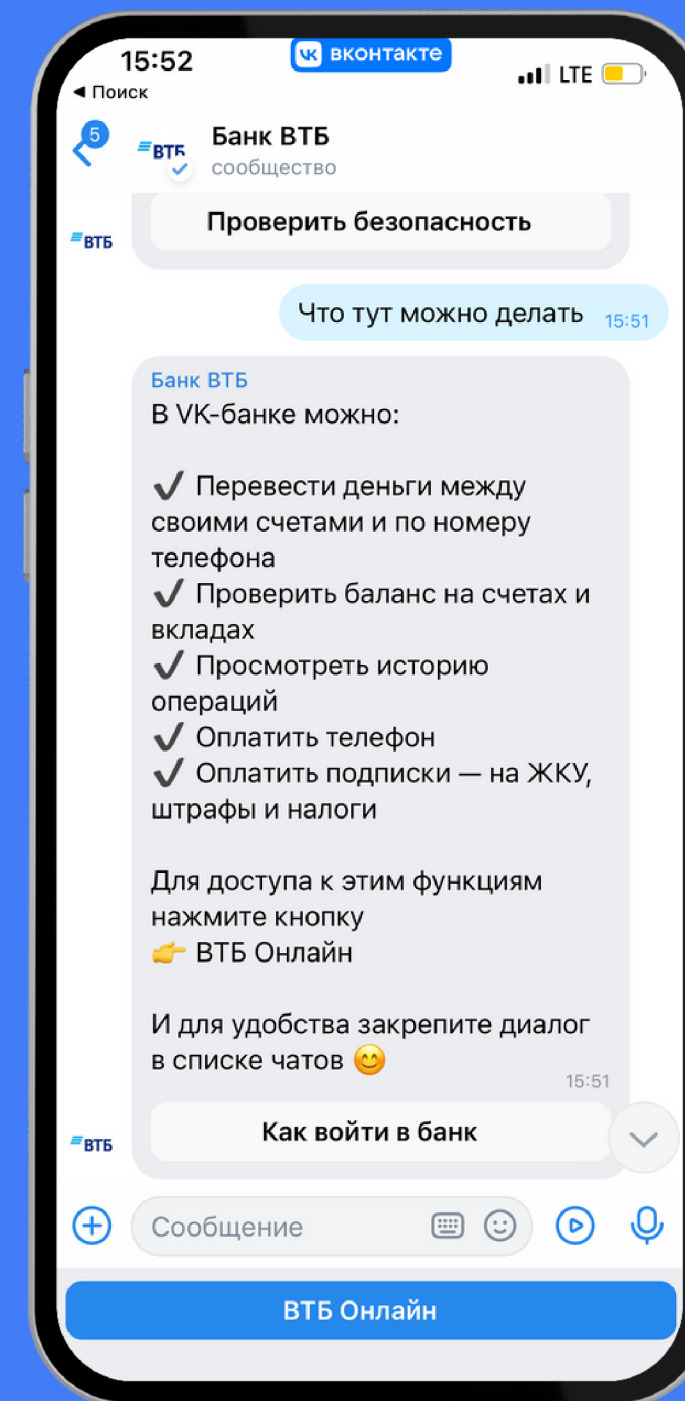 15:52
вконтакте
LTE
◀ Поиск
5
ВТБ
Банк ВТБ
сообщество
Проверить безопасность
ВТБ
Что тут можно делать 15:51
Банк ВТБ
В VK-банке можно:
✔ Перевести деньги между
своими счетами и по номеру
телефона
✔ Проверить баланс на счетах и
вкладах
✔ Просмотреть историю
операций
✔ Оплатить телефон
✔ Оплатить подписки — на ЖКУ,
штрафы и налоги
Для доступа к этим функциям
нажмите кнопку
👉 ВТБ Онлайн
И для удобства закрепите диалог
в списке чатов 😊
15:51
Как войти в банк
ВТБ
Сообщение
ВТБ Онлайн